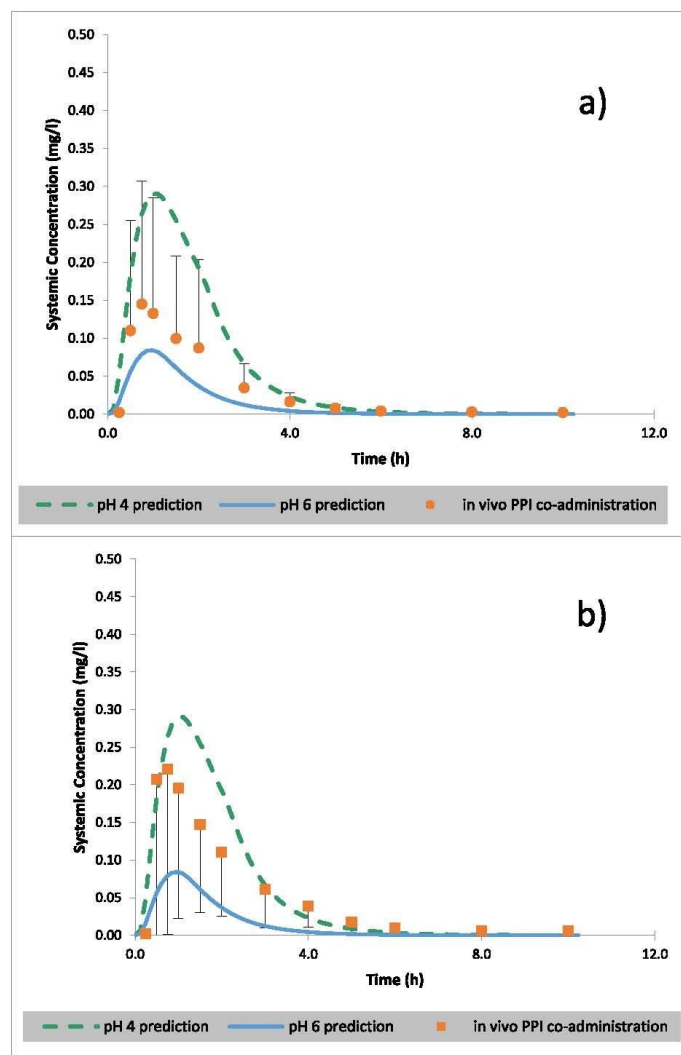 0.50
0.45
0.40
0.35
0.30
0.25
0.20
0.15
0.10
0.05
0.00
Systemic Concentration (mg/l)
a)
0.0 4.0 8.0 12.0
Time (h)
pH 4 prediction pH 6 prediction in vivo PPI co-administration
0.50
0.45
0.40
0.35
0.30
0.25
0.20
0.15
0.10
0.05
0.00
Systemic Concentration (mg/l)
b)
0.0 4.0 8.0 12.0
Time (h)
pH 4 prediction pH 6 prediction in vivo PPI co-administration